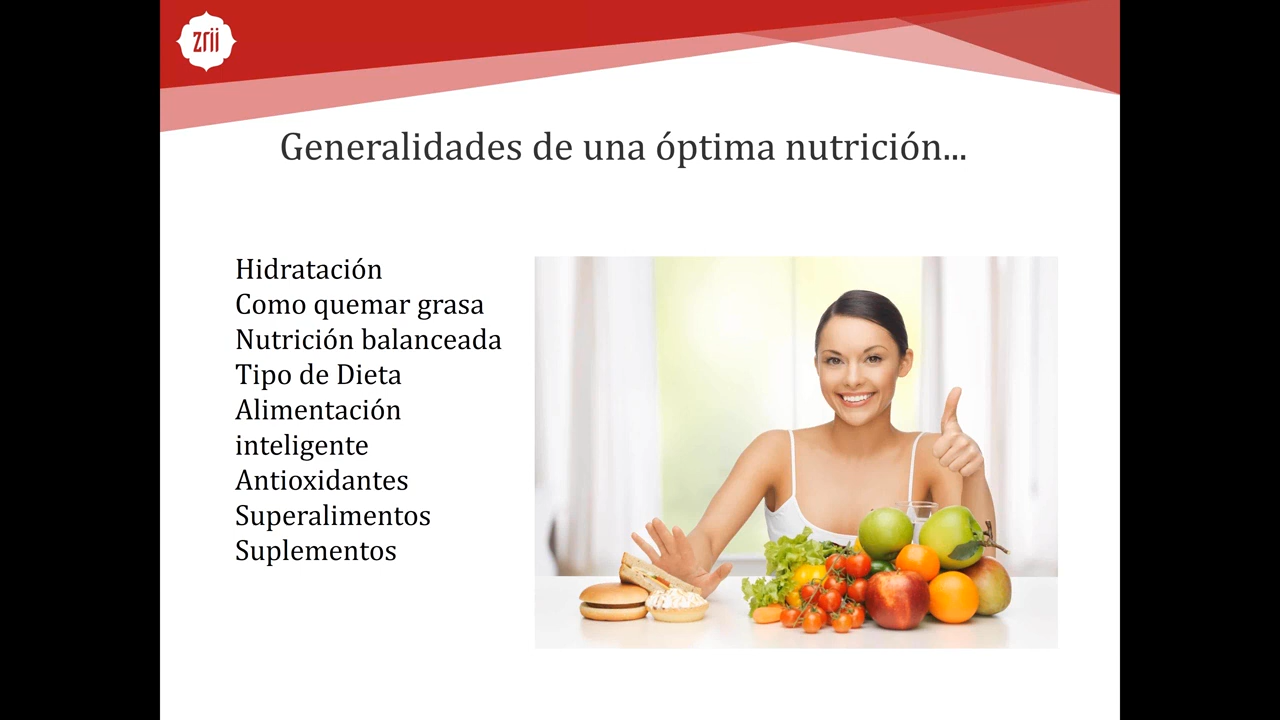 zrii
Generalidades de una óptima nutrición...
Hidratación
Como quemar grasa
Nutrición balanceada
Tipo de Dieta
Alimentación
inteligente
Antioxidantes
Superalimentos
Suplementos